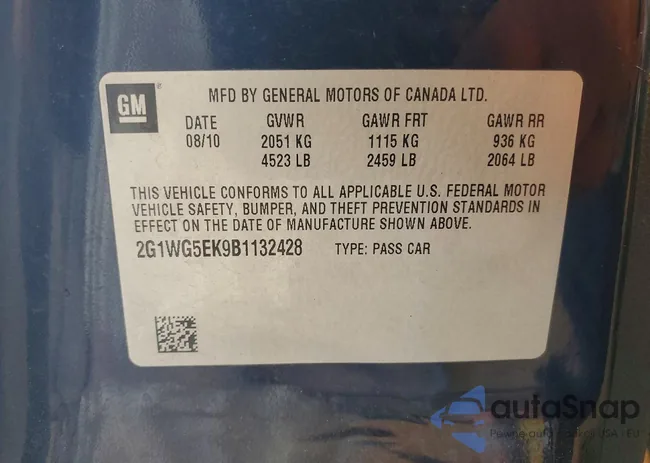 GM
MFD BY GENERAL MOTORS OF CANADA LTD.
DATE GVWR GAWR FRT GAWR RR
08/10 2051 KG 1115 KG 936 KG
4523 LB 2459 LB 2064 LB
THIS VEHICLE CONFORMS TO ALL APPLICABLE U.S. FEDERAL MOTOR
VEHICLE SAFETY, BUMPER, AND THEFT PREVENTION STANDARDS IN
EFFECT ON THE DATE OF MANUFACTURE SHOWN ABOVE.
2G1WG5EK9B1132428 TYPE: PASS CAR
autoSnap
USA EU